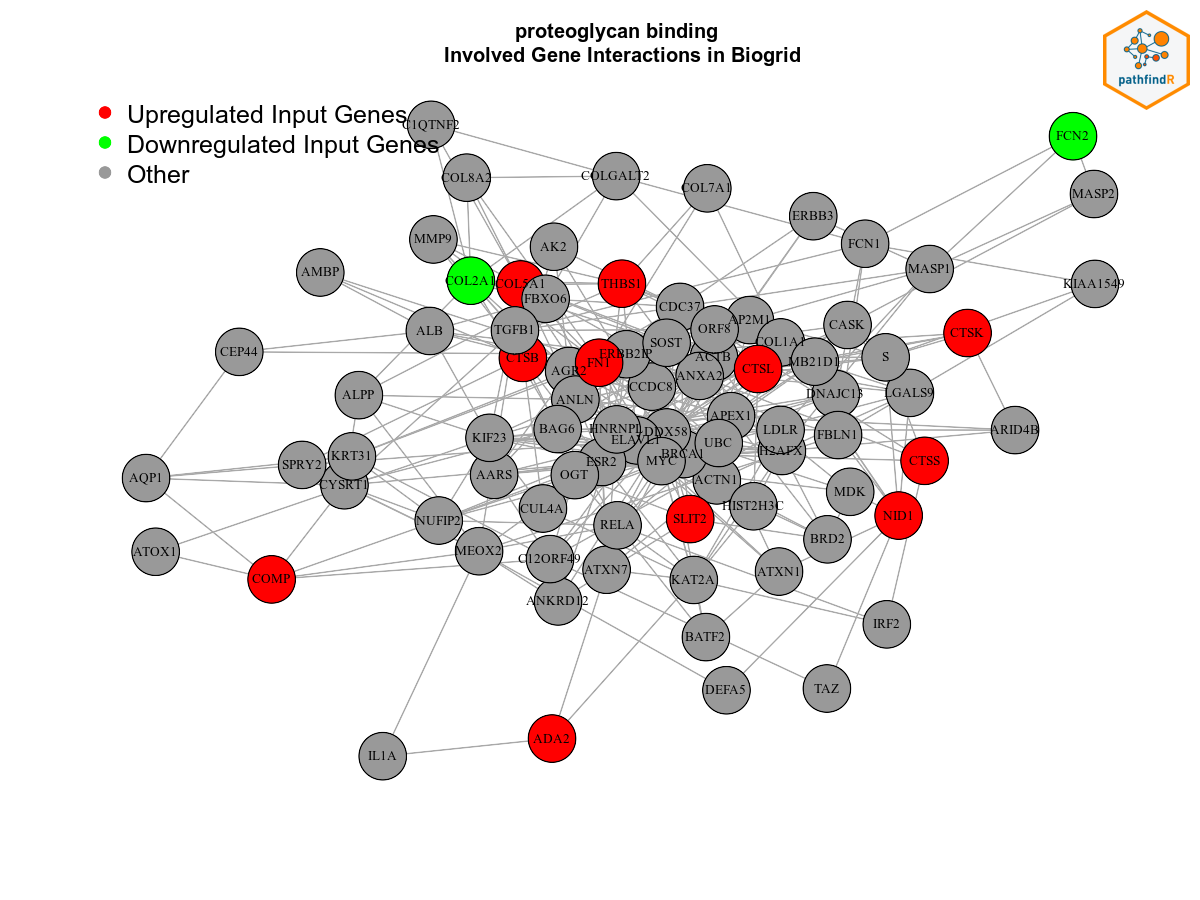 proteoglycan binding
Involved Gene Interactions in Biogrid
pathfindR
Upregulated Input Genes
Downregulated Input Genes
Other
C1QTNF2
FCN2
COL8A2
COLGALT2
COL7A1
MASP2
ERBB3
MMP9
AK2
FCN1
AMBP
COL2A1
COL5A1
THBS1
MASP1
KIAA1549
FBXO6
CDC37
ALB
TGFB1
AP2M1
ORF8
CASK
CTSK
CEP44
SOST
COL1A1
CTSB
FN1
ERBB2IP
ACTB
MB21D1
S
AGR2
ANXA2
CTSL
ALPP
ANLN
CCDC8
DNAJC13
LGALS9
KIF23
BAG6
HNRNPL
ELAVL1
DDX58
APEX1
UBC
LDLR
FBLN1
ARID4B
SPRY2
KRT31
ESR2
MYC
BRCA1
H2AFX
CTSS
AQP1
CYSRT1
AARS
OGT
ACTN1
MDK
NUFIP2
CUL4A
RELA
SLIT2
HIST2H3C
NID1
ATOX1
MEOX2
C12ORF49
BRD2
COMP
ATXN7
KAT2A
ATXN1
ANKRD12
IRF2
BATF2
DEFA5
TAZ
IL1A
ADA2